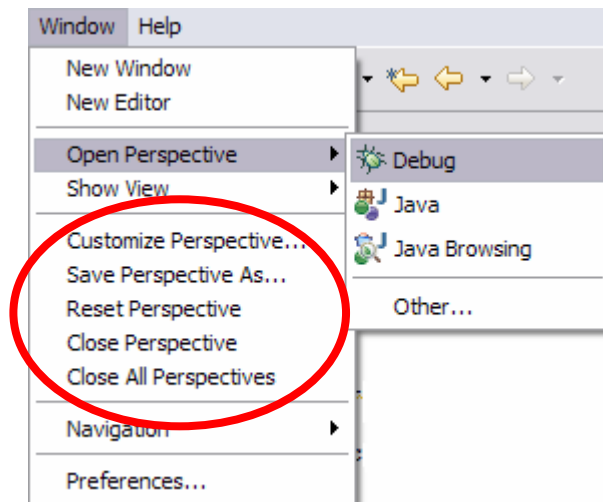 Window Help
New Window
New Editor
Open Perspective
Show View
Customize Perspective...
Save Perspective As...
Reset Perspective
Close Perspective
Close All Perspectives
Navigation
Preferences...
Debug
Java
Java Browsing
Other...